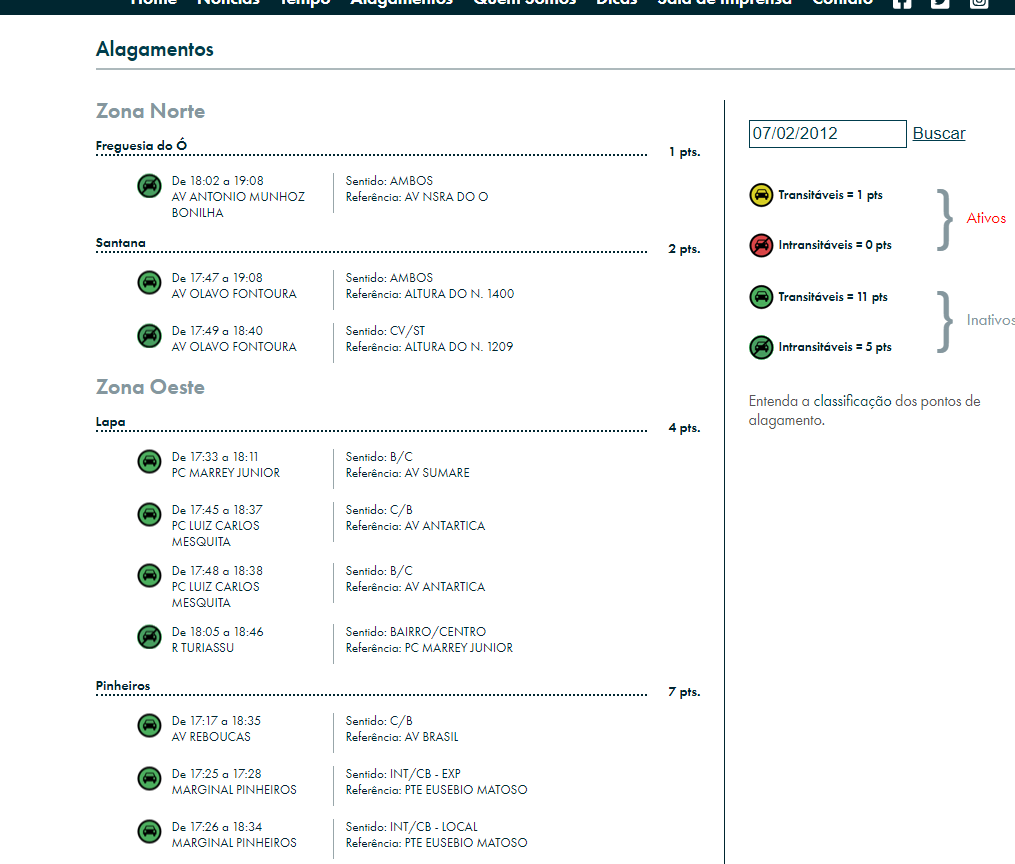 Home Notícias Tempo Alagamentos Quem Somos Dicas Sala de Imprensa Contato
Alagamentos
Zona Norte
Freguesia do Ó
1 pts.
De 18:02 a 19:08
AV ANTONIO MUNHOZ
BONILHA
Sentido: AMBOS
Referência: AV NSRA DO O
Santana
2 pts.
De 17:47 a 19:08
AV OLAVO FONTOURA
Sentido: AMBOS
Referência: ALTURA DO N. 1400
De 17:49 a 18:40
AV OLAVO FONTOURA
Sentido: CV/ST
Referência: ALTURA DO N. 1209
Zona Oeste
Lapa
4 pts.
De 17:33 a 18:11
PC MARREY JUNIOR
Sentido: B/C
Referência: AV SUMARE
De 17:45 a 18:37
PC LUIZ CARLOS
MESQUITA
Sentido: C/B
Referência: AV ANTARTICA
De 17:48 a 18:38
PC LUIZ CARLOS
MESQUITA
Sentido: B/C
Referência: AV ANTARTICA
De 18:05 a 18:46
R TURIASSU
Sentido: BAIRRO/CENTRO
Referência: PC MARREY JUNIOR
Pinheiros
7 pts.
De 17:17 a 18:35
AV REBOUCAS
Sentido: C/B
Referência: AV BRASIL
De 17:25 a 17:28
MARGINAL PINHEIROS
Sentido: INT/CB - EXP
Referência: PTE EUSEBIO MATOSO
De 17:26 a 18:34
MARGINAL PINHEIROS
Sentido: INT/CB - LOCAL
Referência: PTE EUSEBIO MATOSO
07/02/2012 Buscar
Transitáveis = 1 pts
Ativos
Intransitáveis = 0 pts
Transitáveis = 11 pts
Inativos
Intransitáveis = 5 pts
Entenda a classificação dos pontos de
alagamento.